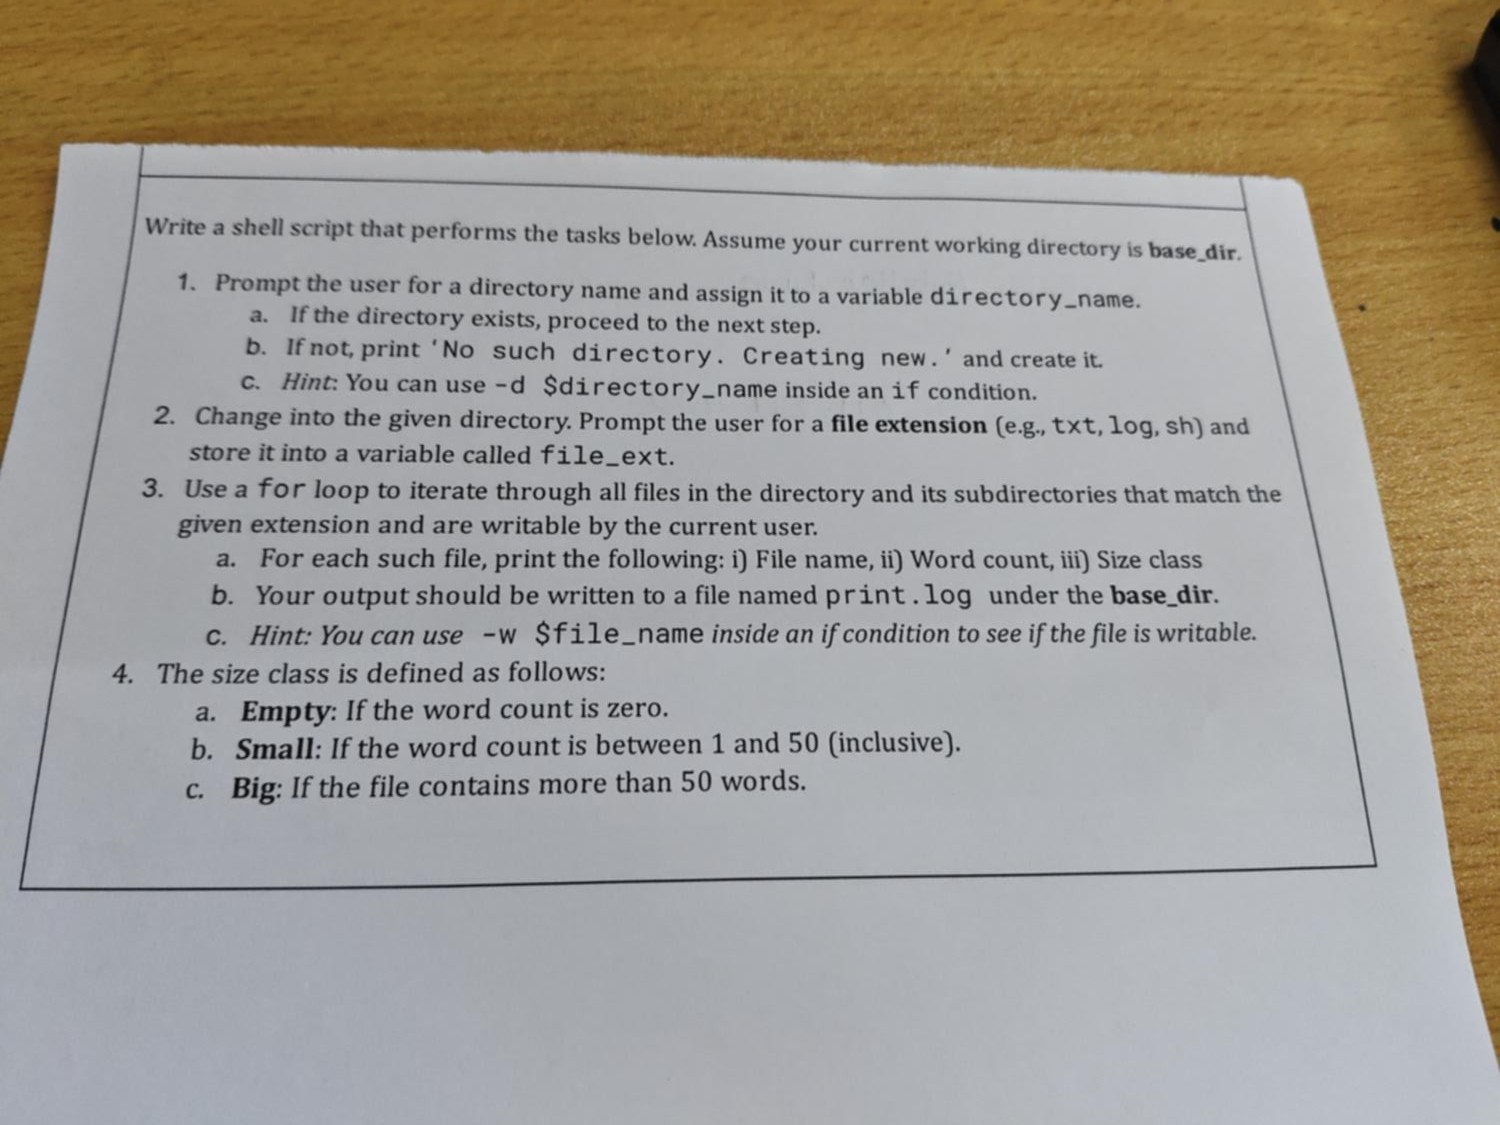 Write a shell script that performs the tasks below. Assume your current working directory is base_dir.
1. Prompt the user for a directory name and assign it to a variable directory_name.
a. If the directory exists, proceed to the next step.
b. If not, print 'No such directory. Creating new.' and create it.
c. Hint: You can use -d $directory_name inside an if condition.
2. Change into the given directory. Prompt the user for a file extension (e.g., txt, log, sh) and
store it into a variable called file_ext.
3. Use a for loop to iterate through all files in the directory and its subdirectories that match the
given extension and are writable by the current user.
a. For each such file, print the following: i) File name, ii) Word count, iii) Size class
b. Your output should be written to a file named print.log under the base_dir.
c. Hint: You can use -w $file_name inside an if condition to see if the file is writable.
4. The size class is defined as follows:
a. Empty: If the word count is zero.
b. Small: If the word count is between 1 and 50 (inclusive).
c. Big: If the file contains more than 50 words.